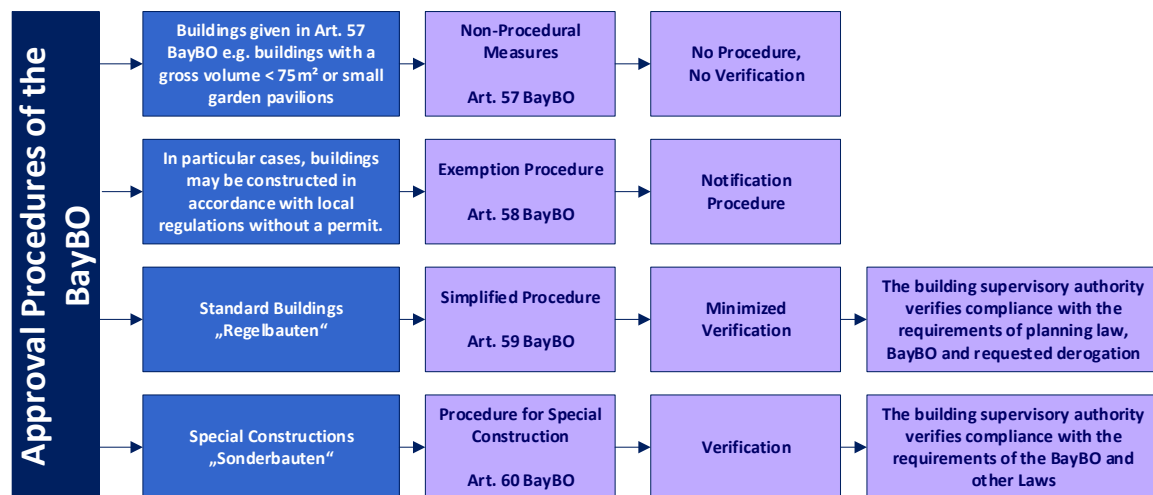 Approval Procedures of the
BayBO
Buildings given in Art. 57
BayBO e.g. buildings with a
gross volume < 75m² or small
garden pavilions
Non-Procedural
Measures
Art. 57 BayBO
No Procedure,
No Verification
In particular cases, buildings
may be constructed in
accordance with local
regulations without a permit.
Exemption Procedure
Art. 58 BayBO
Notification
Procedure
Standard Buildings
„Regelbauten“
Simplified Procedure
Art. 59 BayBO
Minimized
Verification
The building supervisory authority
verifies compliance with the
requirements of planning law,
BayBO and requested derogation
Special Constructions
„Sonderbauten“
Procedure for Special
Construction
Art. 60 BayBO
Verification
The building supervisory authority
verifies compliance with the
requirements of the BayBO and
other Laws